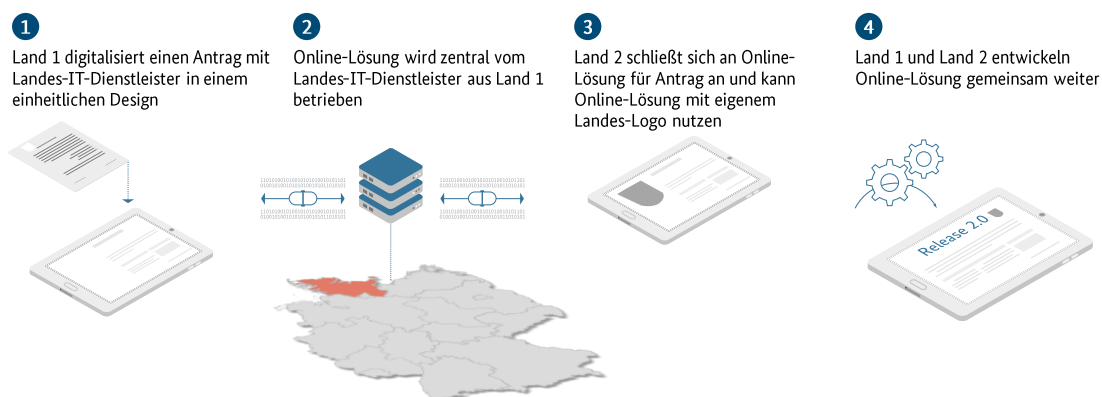 1
Land 1 digitalisiert einen Antrag mit
Landes-IT-Dienstleister in einem
einheitlichen Design
2
Online-Lösung wird zentral vom
Landes-IT-Dienstleister aus Land 1
betrieben
3
Land 2 schließt sich an Online-
Lösung für Antrag an und kann
Online-Lösung mit eigenem
Landes-Logo nutzen
4
Land 1 und Land 2 entwickeln
Online-Lösung gemeinsam weiter
Release 2.0